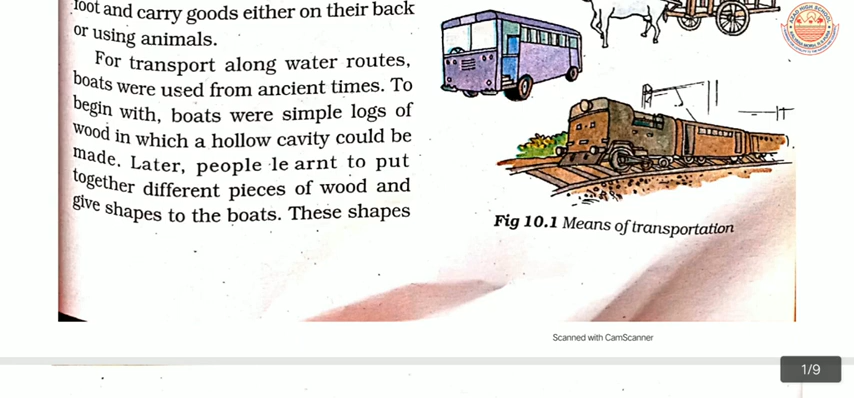 foot and carry goods either on their back
or using animals.
For transport along water routes,
boats were used from ancient times. To
begin with, boats were simple logs of
wood in which a hollow cavity could be
made. Later, people le arnt to put
together different pieces of wood and
give shapes to the boats. These shapes
Fig 10.1 Means of transportation
Scanned with CamScanner
1/9